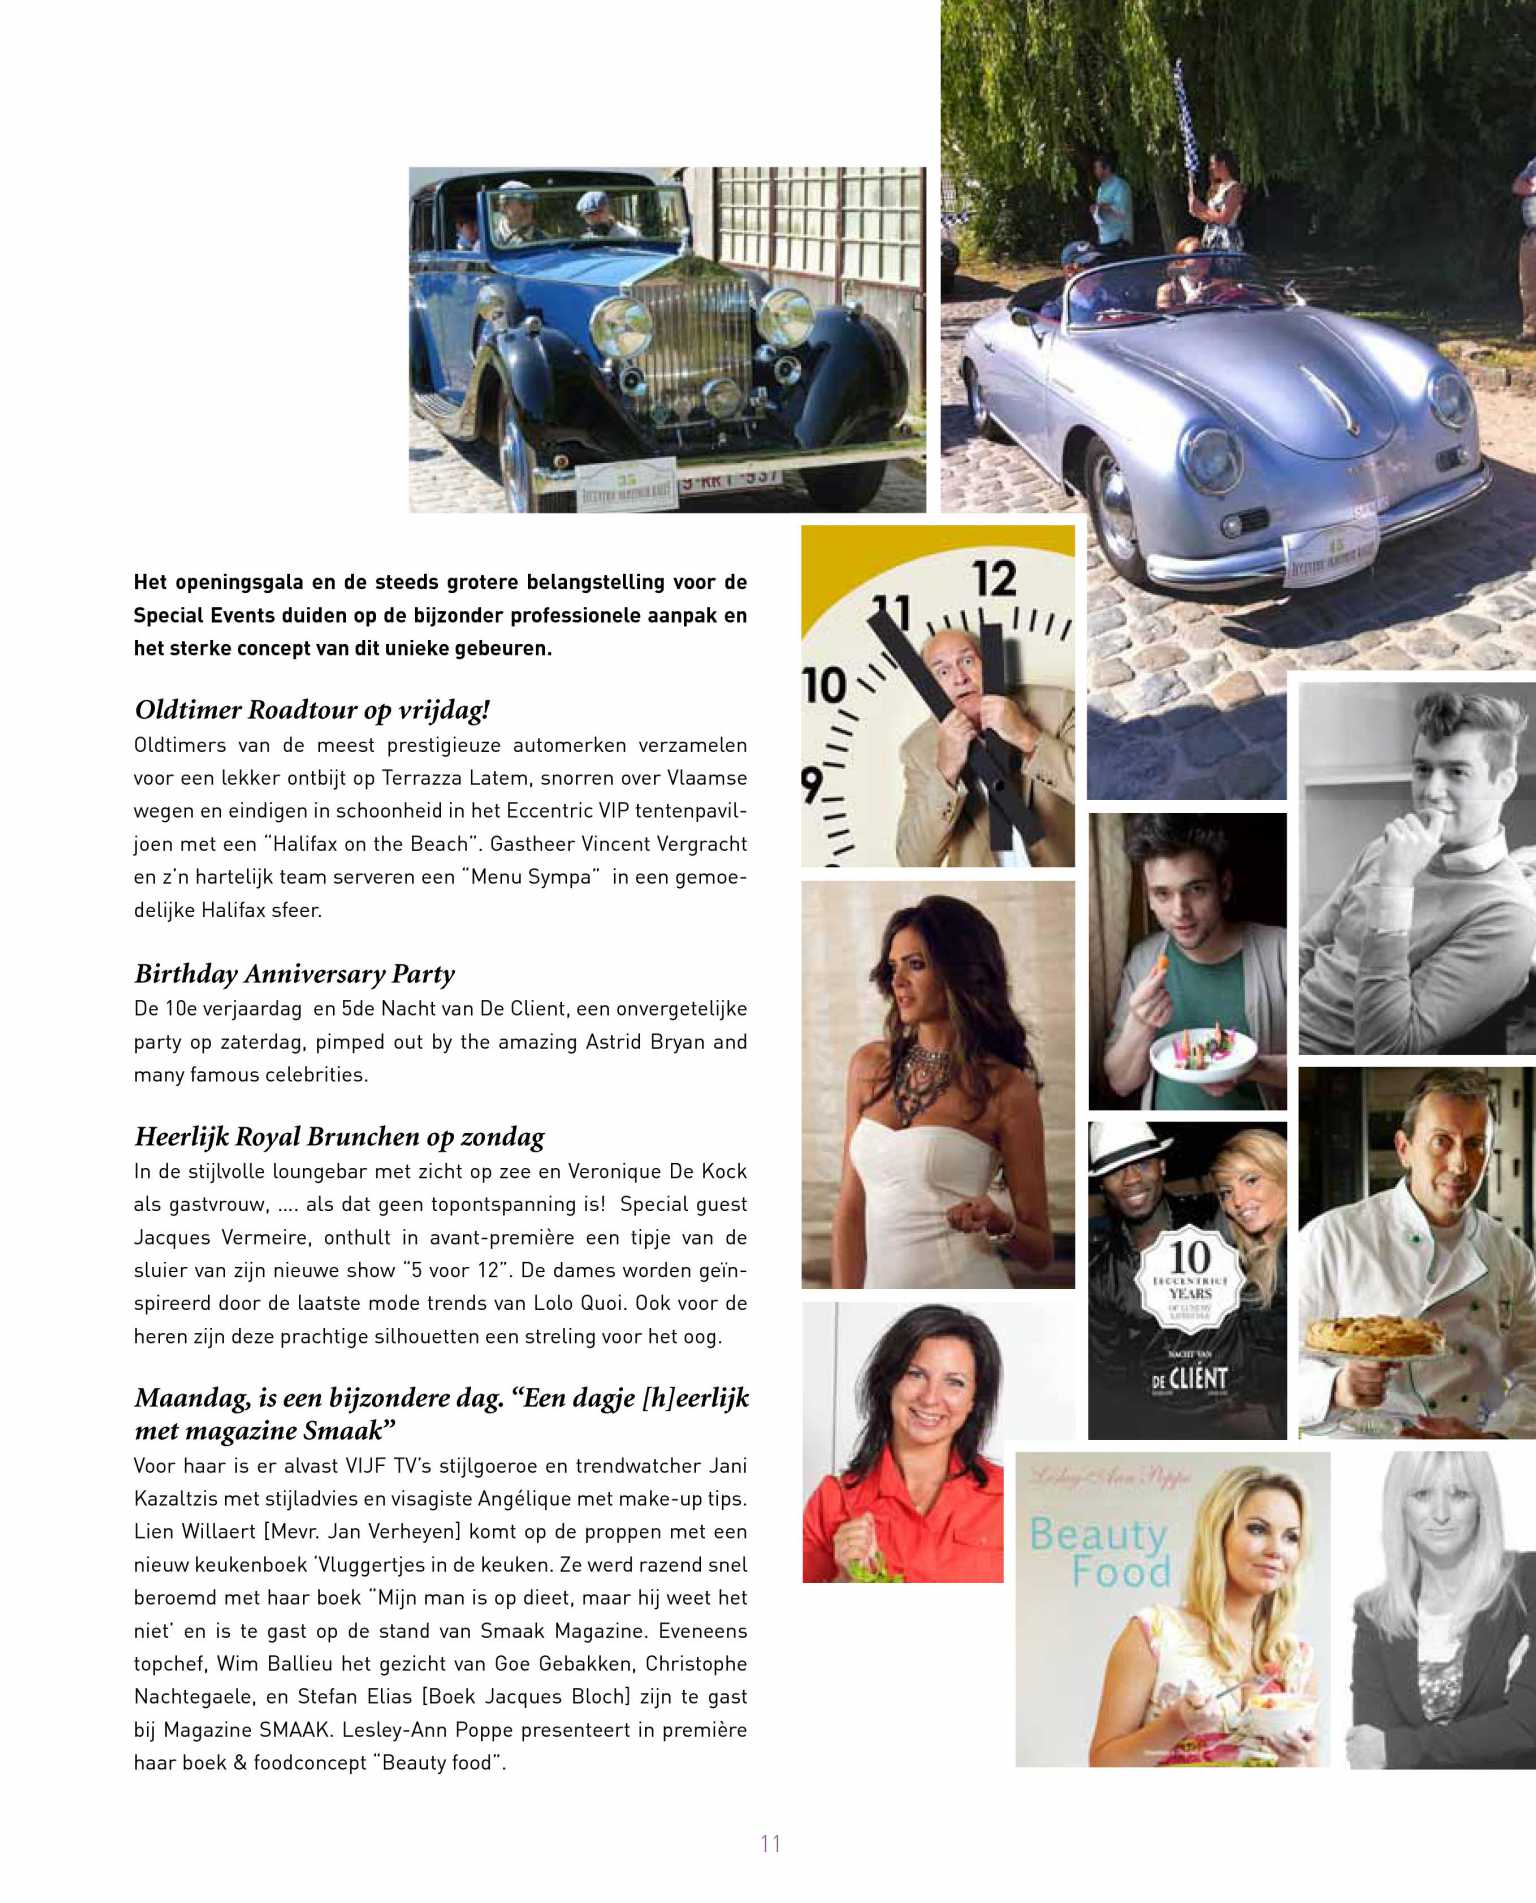 Het openingsgala en de steeds grotere belangstelling voor de
Special Events duiden op de bijzonder professionele aanpak en
het sterke concept van dit unieke gebeuren.
Oldtimer Roadtour op vrijdag!
Oldtimers van de meest prestigieuze automerken verzamelen
voor een lekker ontbijt op Terrazza Latem, snorren over Vlaamse
wegen en eindigen in schoonheid in het Eccentric VIP tentenpavil-
joen met een “Halifax on the Beach”. Gastheer Vincent Vergracht
en z’n hartelijk team serveren een “Menu Sympa”  in een gemoe-
delijke Halifax sfeer.
Birthday Anniversary Party
De 10e verjaardag  en 5de Nacht van De Client, een onvergetelijke
party op zaterdag, pimped out by the amazing Astrid Bryan and
many famous celebrities.
Heerlijk Royal Brunchen op zondag
In de stijlvolle loungebar met zicht op zee en Veronique De Kock
als gastvrouw, .... als dat geen topontspanning is!  Special guest
Jacques Vermeire, onthult in avant-première een tipje van de
sluier van zijn nieuwe show “5 voor 12”. De dames worden geïn-
spireerd door de laatste mode trends van Lolo Quoi. Ook voor de
heren zijn deze prachtige silhouetten een streling voor het oog.
Maandag, is een bijzondere dag. “Een dagje [h]eerlijk
met magazine Smaak”
Voor haar is er alvast VIJF TV’s stijlgoeroe en trendwatcher Jani
Kazaltzis met stijladvies en visagiste Angélique met make-up tips.
Lien Willaert [Mevr. Jan Verheyen] komt op de proppen met een
nieuw keukenboek ‘Vluggertjes in de keuken. Ze werd razend snel
beroemd met haar boek “Mijn man is op dieet, maar hij weet het
niet’ en is te gast op de stand van Smaak Magazine. Eveneens
topchef, Wim Ballieu het gezicht van Goe Gebakken, Christophe
Nachtegaele, en Stefan Elias [Boek Jacques Bloch] zijn te gast
bij Magazine SMAAK. Lesley-Ann Poppe presenteert in première
haar boek & foodconcept “Beauty food”.
12
11
10
9
10
[ECCENTRIC]
YEARS
OF LUXURY
NACHT VAN
DE CLIËNT
Lesley-Ann Poppe
Beauty
Food
11